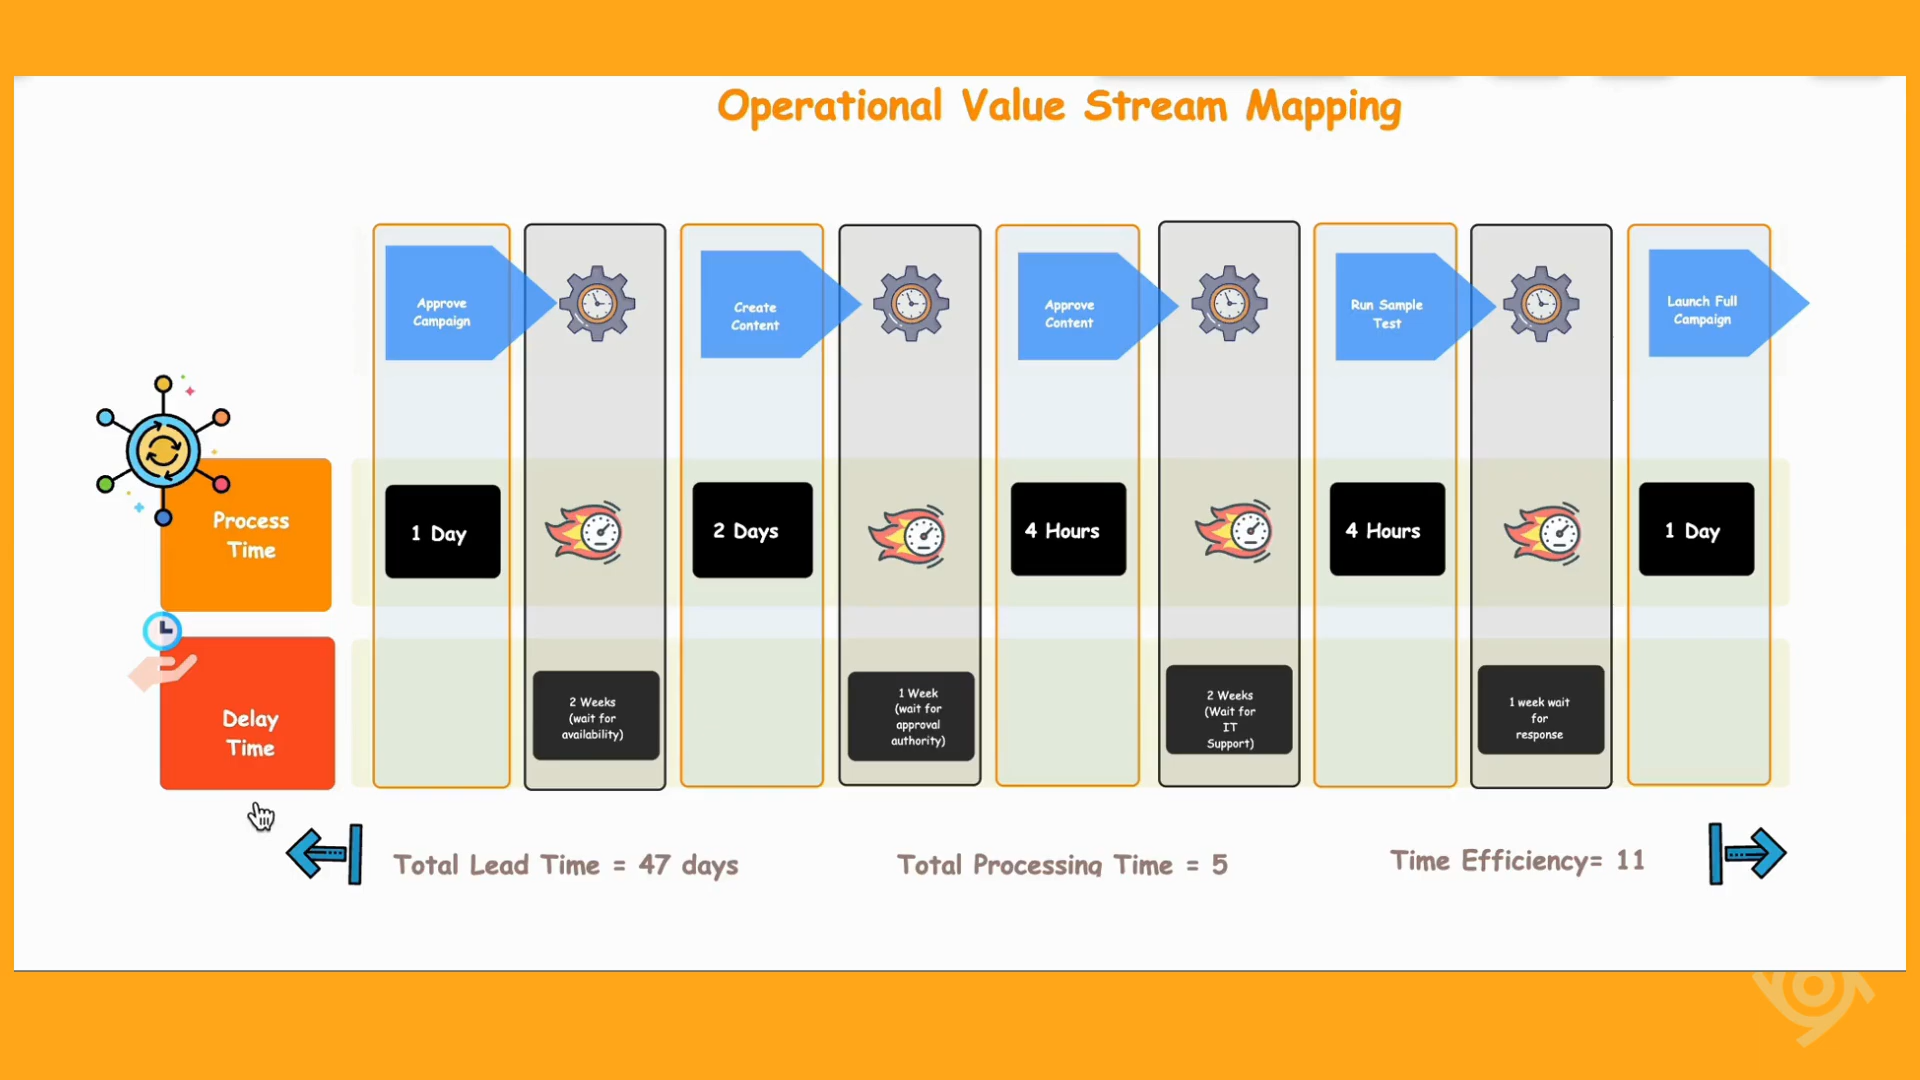 Operational Value Stream Mapping
Approve
Campaign
Create
Content
Approve
Content
Run Sample
Test
Launch Full
Campaign
Process
Time
1 Day
2 Days
4 Hours
4 Hours
1 Day
Delay
Time
2 Weeks
(wait for
availability)
1 Week
(wait for
approval
authority)
2 Weeks
(Wait for
IT
Support)
1 week wait
for
response
Total Lead Time = 47 days
Total Processing Time = 5
Time Efficiency= 11